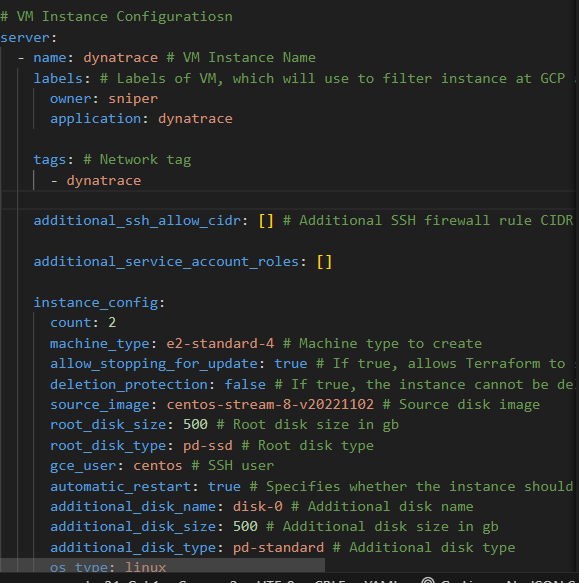 # VM Instance Configuratiosn
server:
- name: dynatrace # VM Instance Name
labels: # Labels of VM, which will use to filter instance at GCP
owner: sniper
application: dynatrace
tags: # Network tag
- dynatrace
additional_ssh_allow_cidr: [] # Additional SSH firewall rule CIDR
additional_service_account_roles: []
instance_config:
count: 2
machine_type: e2-standard-4 # Machine type to create
allow_stopping_for_update: true # If true, allows Terraform to
deletion_protection: false # If true, the instance cannot be de
source_image: centos-stream-8-v20221102 # Source disk image
root_disk_size: 500 # Root disk size in gb
root_disk_type: pd-ssd # Root disk type
gce_user: centos # SSH user
automatic_restart: true # Specifies whether the instance should
additional_disk_name: disk-0 # Additional disk name
additional_disk_size: 500 # Additional disk size in gb
additional_disk_type: pd-standard # Additional disk type
os_type: linux